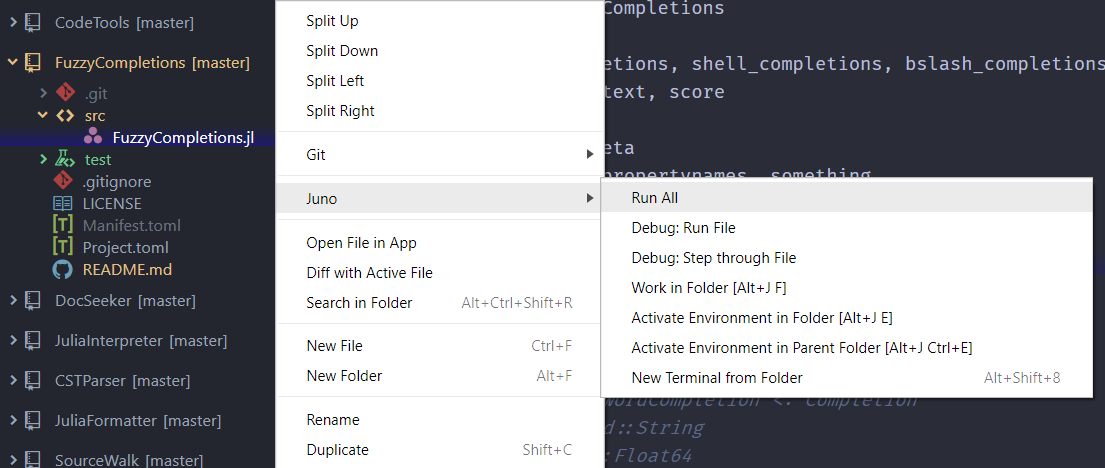 CodeTools [master]
FuzzyCompletions [master]
.git
src
FuzzyCompletions.jl
test
.gitignore
LICENSE
Manifest.toml
Project.toml
README.md
DocSeeker [master]
JuliaInterpreter [master]
CSTParser [master]
JuliaFormatter [master]
SourceWalk [master]
Split Up
Split Down
Split Left
Split Right
Git
Juno
Open File in App
Diff with Active File
Search in Folder Alt+Ctrl+Shift+R
New File Ctrl+F
New Folder Alt+F
Rename
Duplicate Shift+C
Completions
etions, shell_completions, bslash_completions
text, score
eta
propertynames, something
Run All
Debug: Run File
Debug: Step through File
Work in Folder [Alt+J F]
Activate Environment in Folder [Alt+J E]
Activate Environment in Parent Folder [Alt+J Ctrl+E]
New Terminal from Folder Alt+Shift+8
WordCompletion <: Completion
d::String
:Float64